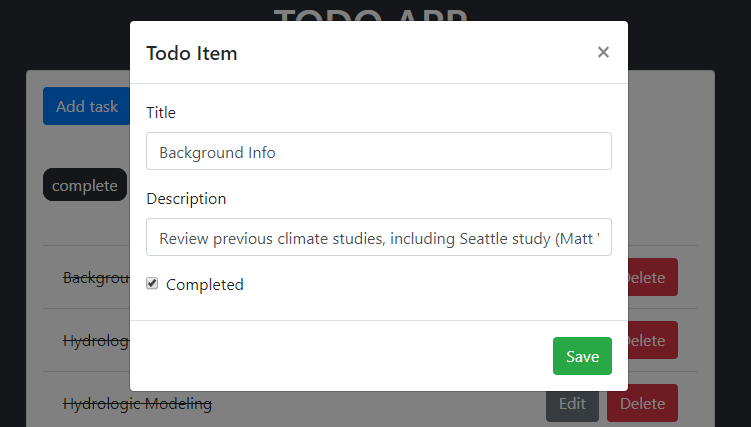 TODO APP
Todo Item ×
Add task
Title
Background Info
complete
Description
Review previous climate studies, including Seattle study (Matt
Backgrou Delete
Completed
Hydrolog Delete
Save
Hydrologic Modeling Edit Delete